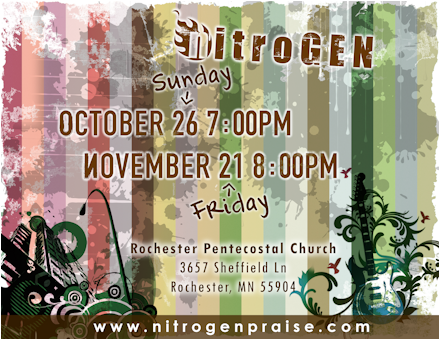 NitroGEN
Sunday
OCTOBER 26 7:00PM
NOVEMBER 21 8:00PM
FRiday
Rochester Pentecostal Church
3657 Sheffield Ln
Rochester, MN 55904
www.nitrogenpraise.com